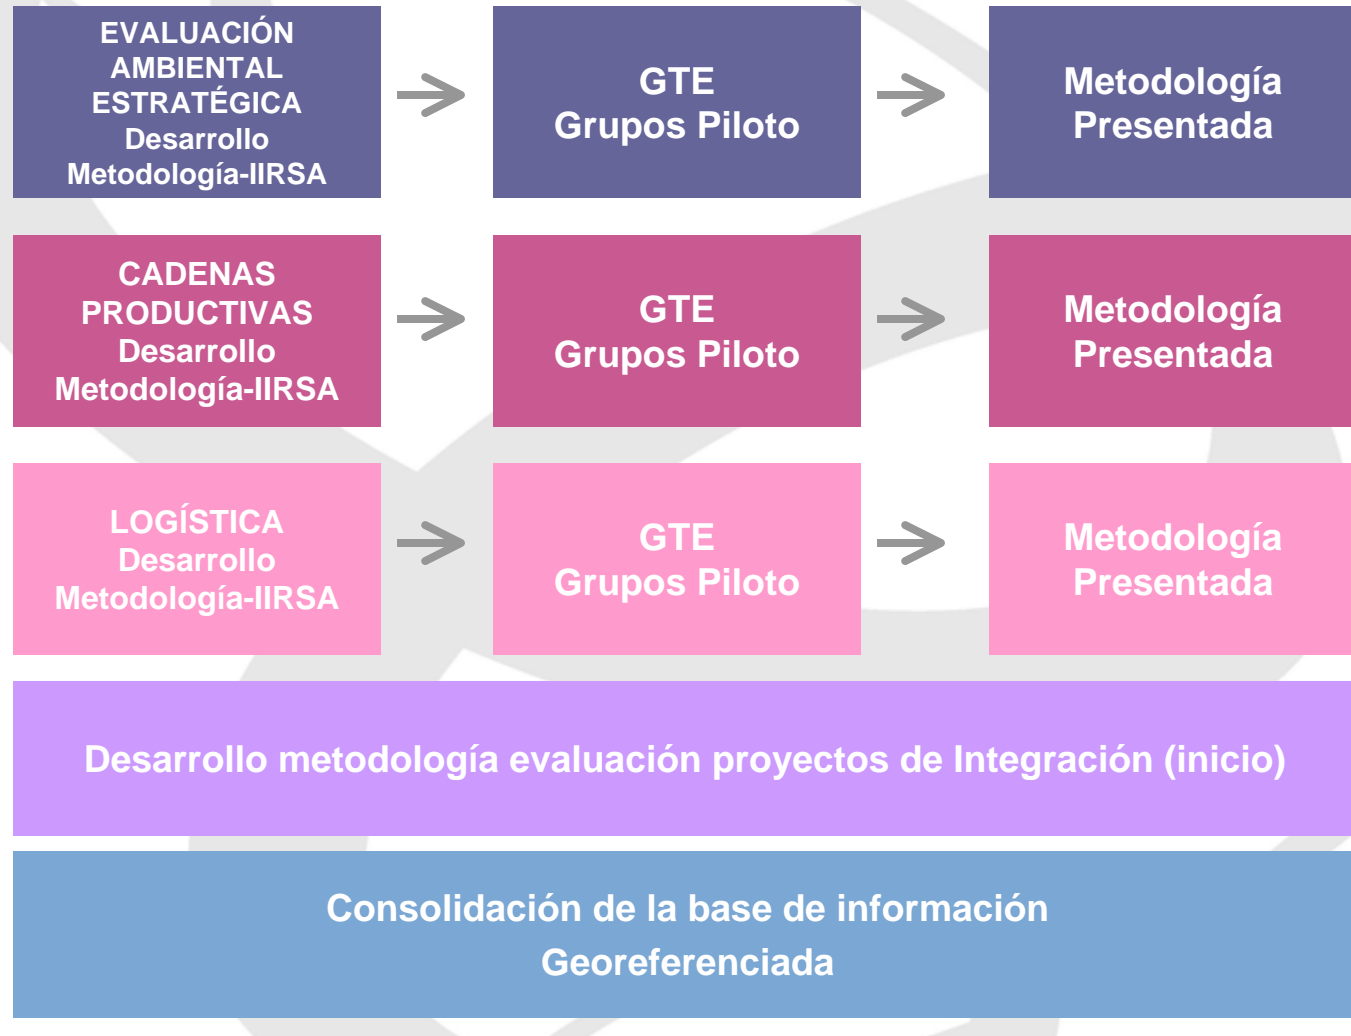 EVALUACIÓN
AMBIENTAL
ESTRATÉGICA
Desarrollo
Metodología-IIRSA
GTE
Grupos Piloto
Metodología
Presentada
CADENAS
PRODUCTIVAS
Desarrollo
Metodología-IIRSA
GTE
Grupos Piloto
Metodología
Presentada
LOGÍSTICA
Desarrollo
Metodología-IIRSA
GTE
Grupos Piloto
Metodología
Presentada
Desarrollo metodología evaluación proyectos de Integración (inicio)
Consolidación de la base de información
Georeferenciada